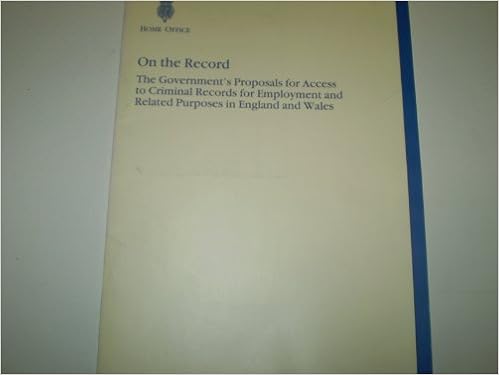 HOME OFFICE
On the Record
The Government's Proposals for Access
to Criminal Records for Employment and
Related Purposes in England and Wales